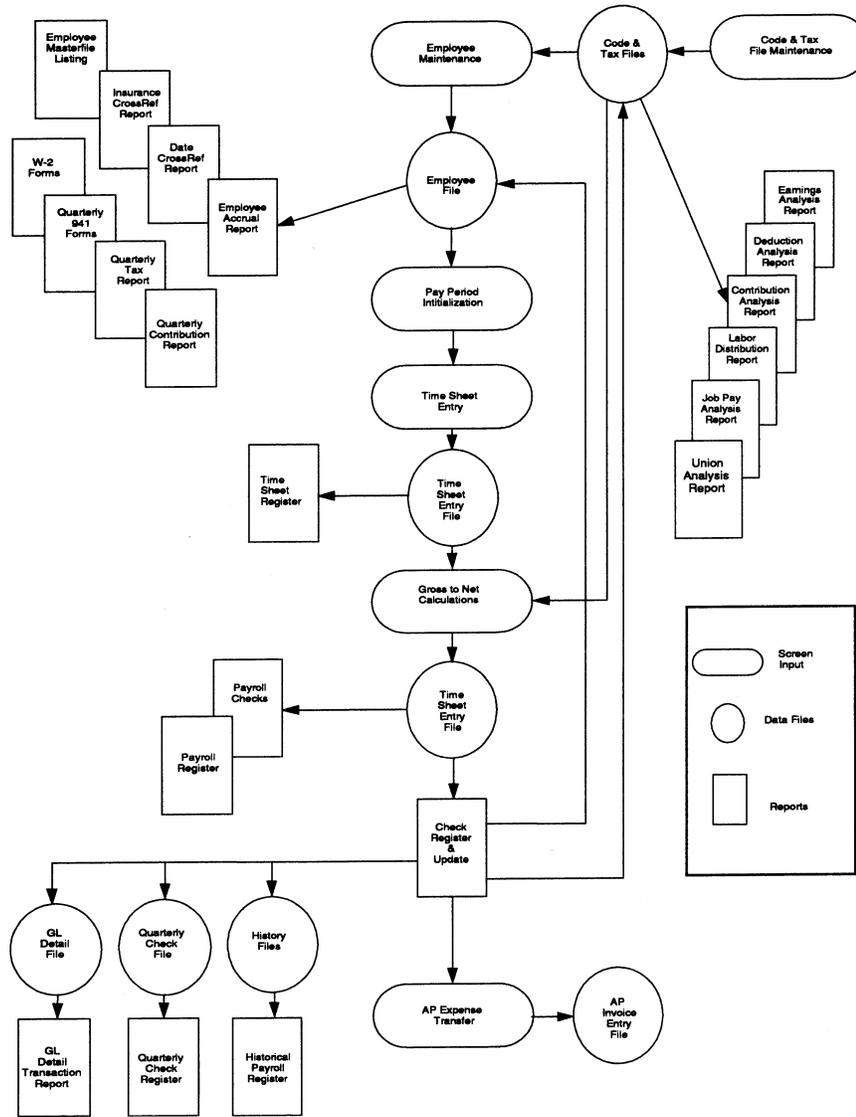 Employee
Masterfile
Listing
Insurance
CrossRef
Report
Date
CrossRef
Report
Employee
Accrual
Report
W-2
Forms
Quarterly
941
Forms
Quarterly
Tax
Report
Quarterly
Contribution
Report
Employee
Maintenance
Code &
Tax Files
Code & Tax
File Maintenance
Employee
File
Pay Period
Intitialization
Time Sheet
Entry
Time
Sheet
Register
Time
Sheet
Entry
File
Gross to Net
Calculations
Payroll
Checks
Payroll
Register
Time
Sheet
Entry
File
Check
Register
&
Update
Earnings
Analysis
Report
Deduction
Analysis
Report
Contribution
Analysis
Report
Labor
Distribution
Report
Job Pay
Analysis
Report
Union
Analysis
Report
Screen
Input
Data Files
Reports
GL
Detail
File
Quarterly
Check
File
History
Files
AP Expense
Transfer
AP
Invoice
Entry
File
GL
Detail
Transaction
Report
Quarterly
Check
Register
Historical
Payroll
Register